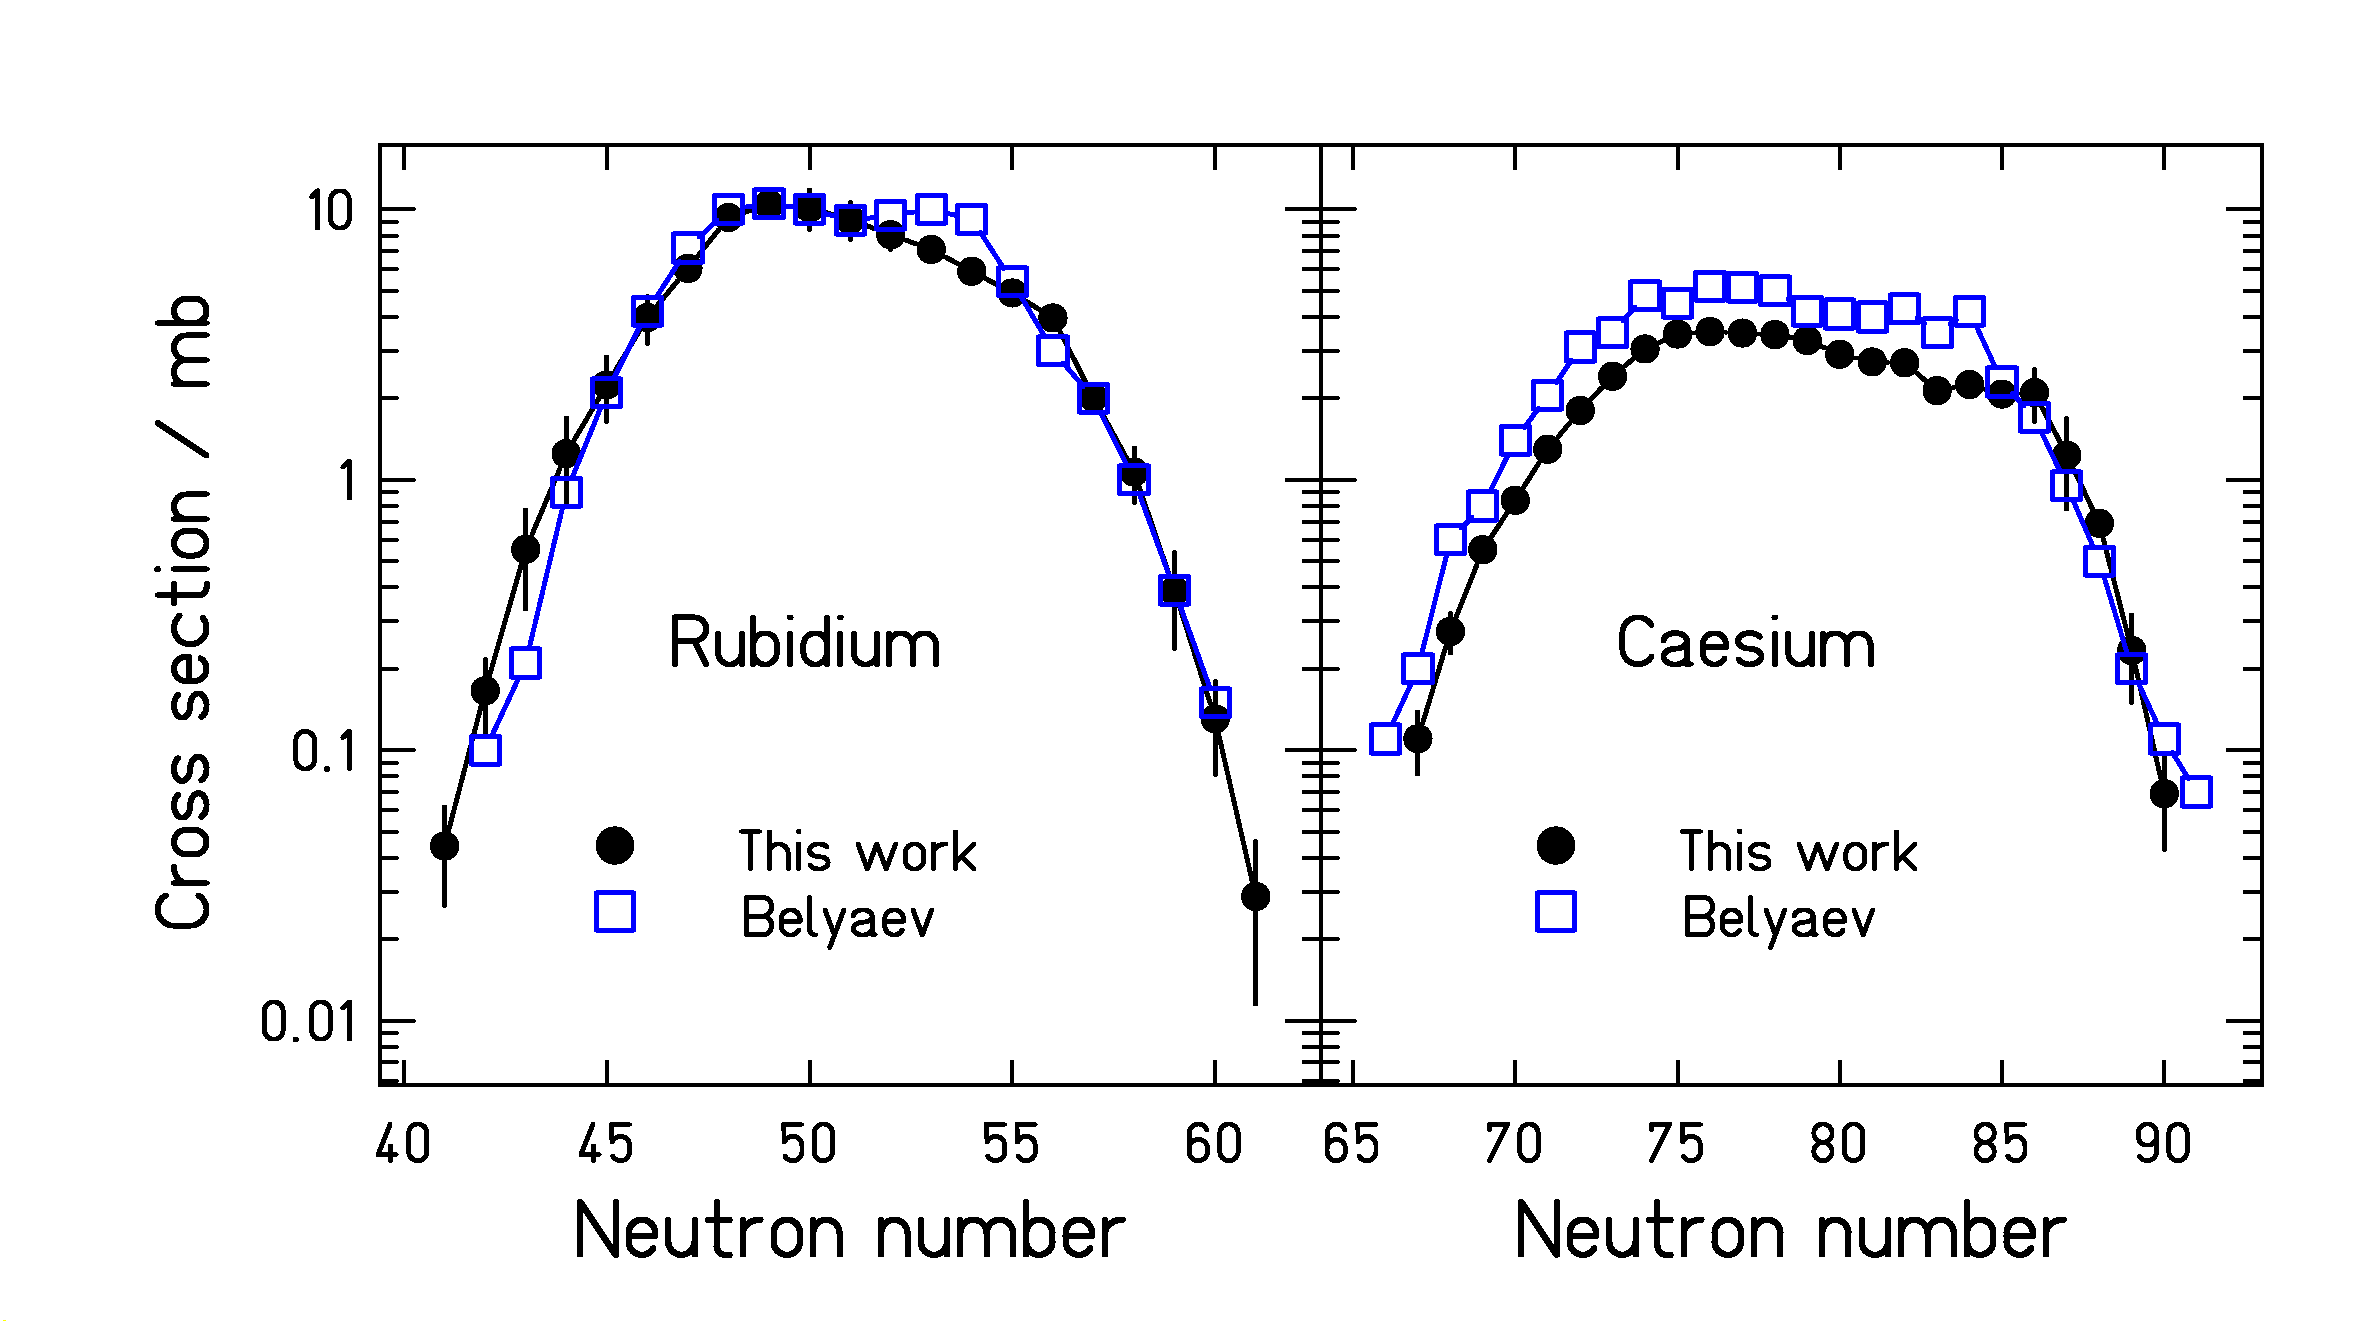 Cross section / mb
10
1
0.1
0.01
Rubidium
This work
Belyaev
40 45 50 55 60
Neutron number
Caesium
This work
Belyaev
65 70 75 80 85 90
Neutron number